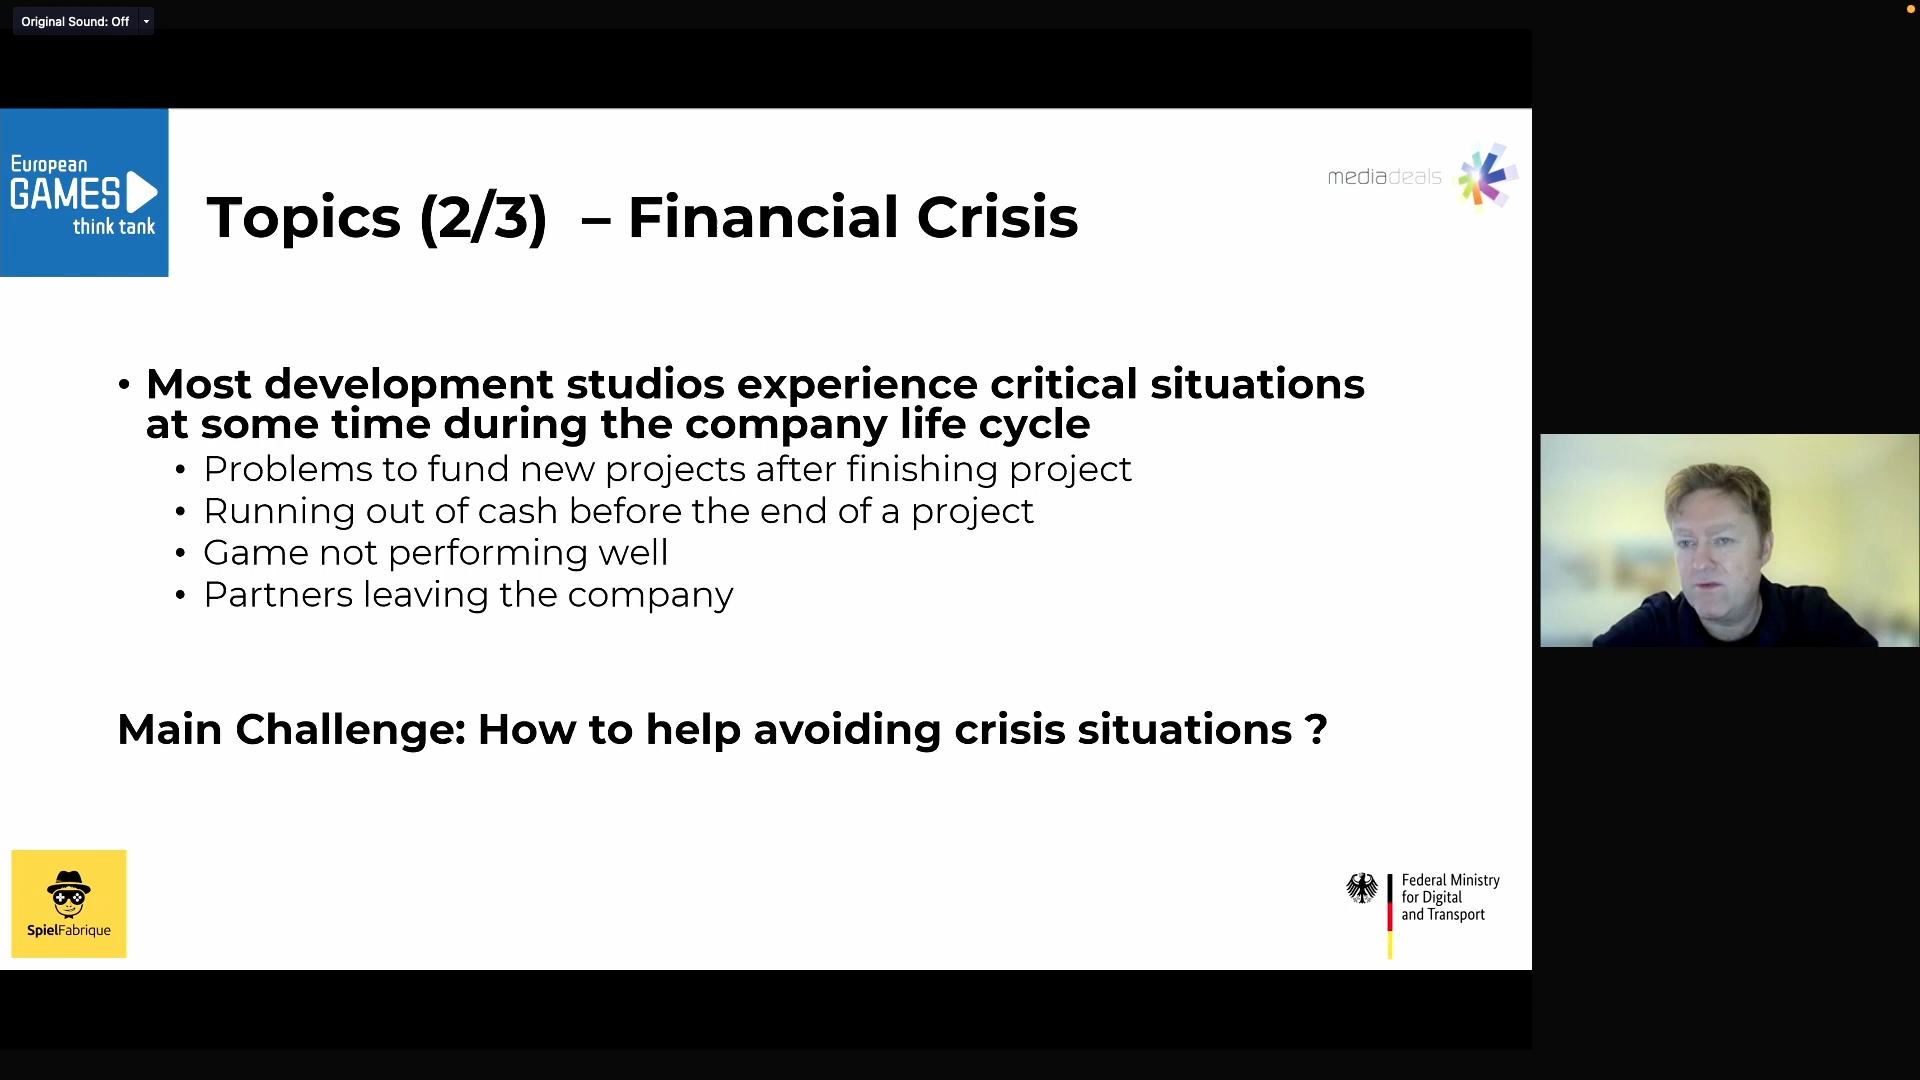 Original Sound: Off
European
GAMES
think tank
mediadeals
Topics (2/3) – Financial Crisis
• Most development studios experience critical situations
at some time during the company life cycle
• Problems to fund new projects after finishing project
• Running out of cash before the end of a project
• Game not performing well
• Partners leaving the company
Main Challenge: How to help avoiding crisis situations ?
SpielFabrique
Federal Ministry
for Digital
and Transport